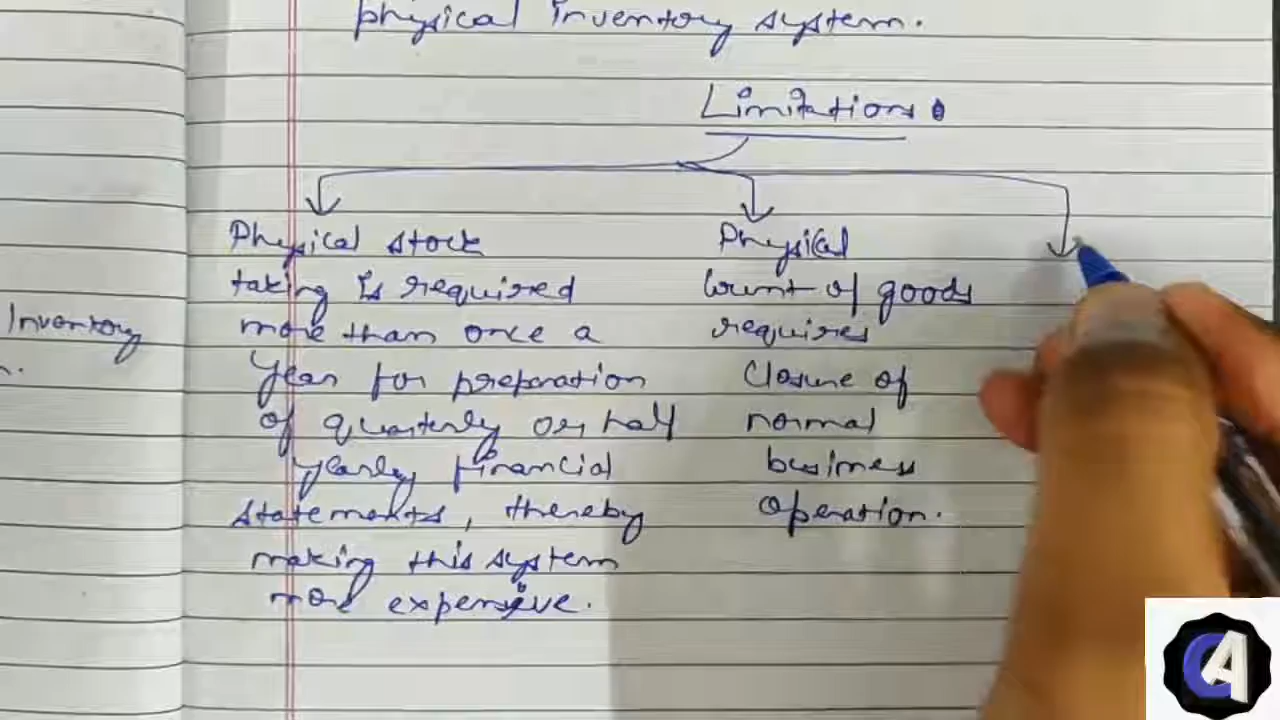 physical inventory system.
Limitations
Physical stock
taking is required
more than once a
Year for preparation
of quarterly or half
yearly financial
statements, thereby
making this system
more expensive.
Physical
Count of goods
requires
Closure of
normal
business
Operation.
Inventory
n.
CA